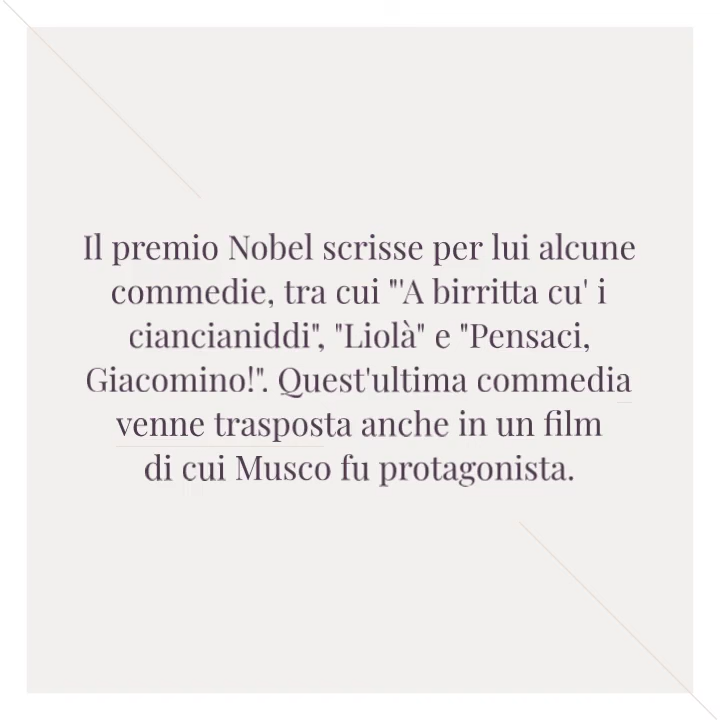 Il premio Nobel scrisse per lui alcune
commedie, tra cui "'A birritta cu' i
ciancianiddi", "Liolà" e "Pensaci,
Giacomino!". Quest'ultima commedia
venne trasposta anche in un film
di cui Musco fu protagonista.